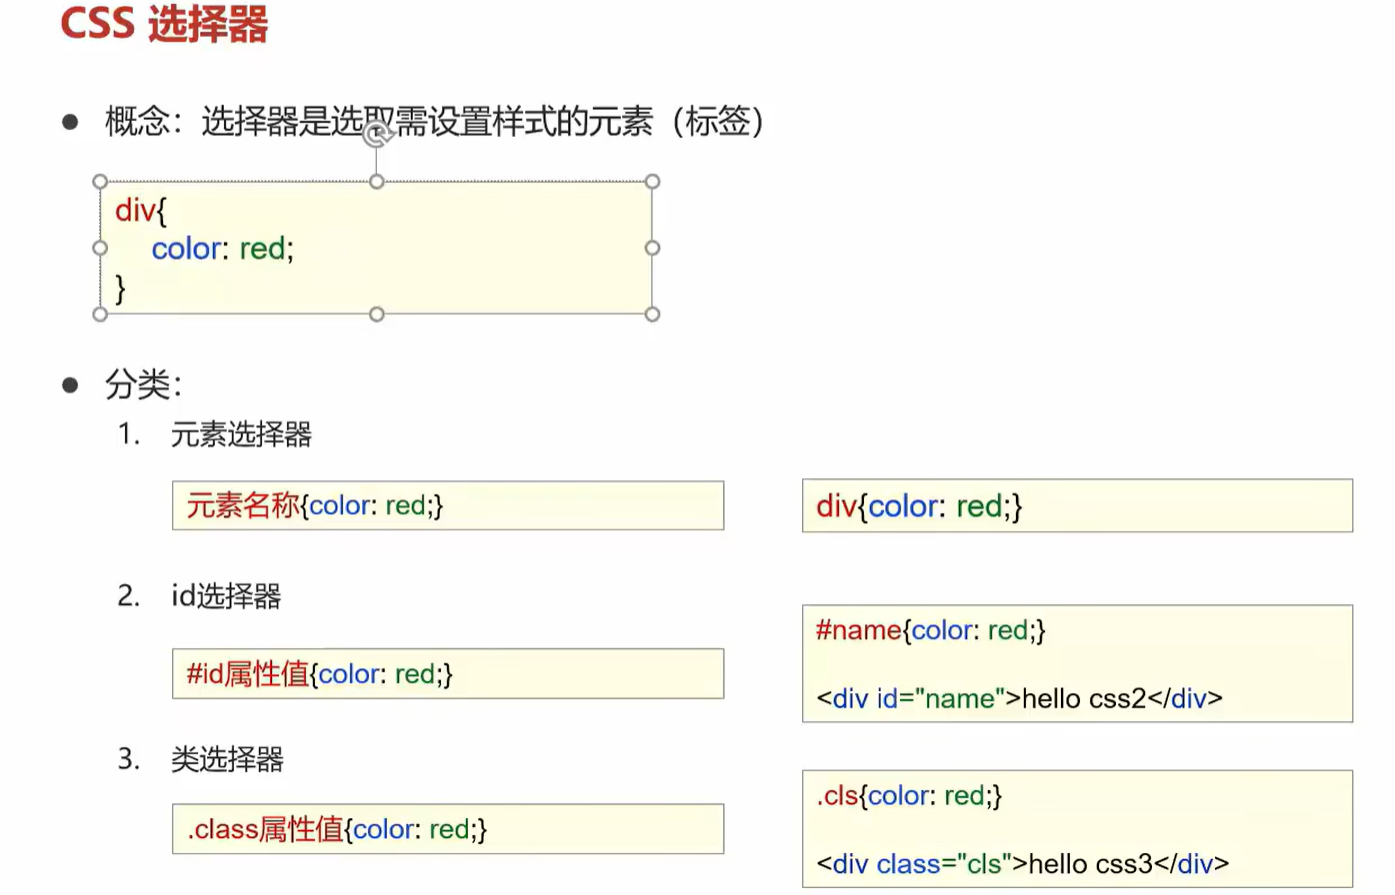 CSS 选择器
概念：选择器是选取需设置样式的元素（标签）
div{
color: red;
}
分类：
1. 元素选择器
元素名称{color: red;}
div{color: red;}
2. id选择器
#id属性值{color: red;}
#name{color: red;}
<div id="name">hello css2</div>
3. 类选择器
.class属性值{color: red;}
.cls{color: red;}
<div class="cls">hello css3</div>